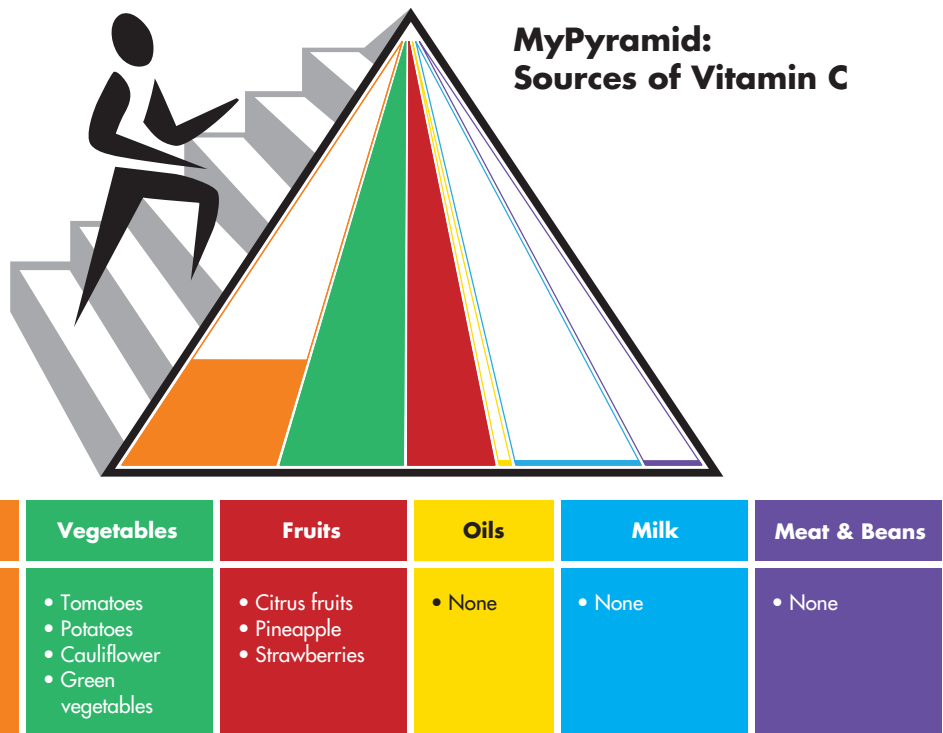 MyPyramid:
Sources of Vitamin C
Vegetables
Fruits
Oils
Milk
Meat & Beans
• Tomatoes
• Potatoes
• Cauliflower
• Green
vegetables
• Citrus fruits
• Pineapple
• Strawberries
• None
• None
• None